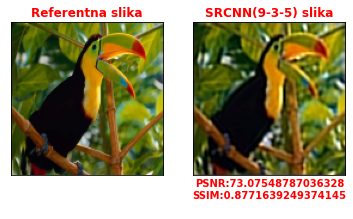 Referentna slika
SRCNN(9-3-5) slika
PSNR:73.07548787036328
SSIM:0.8771639249374145